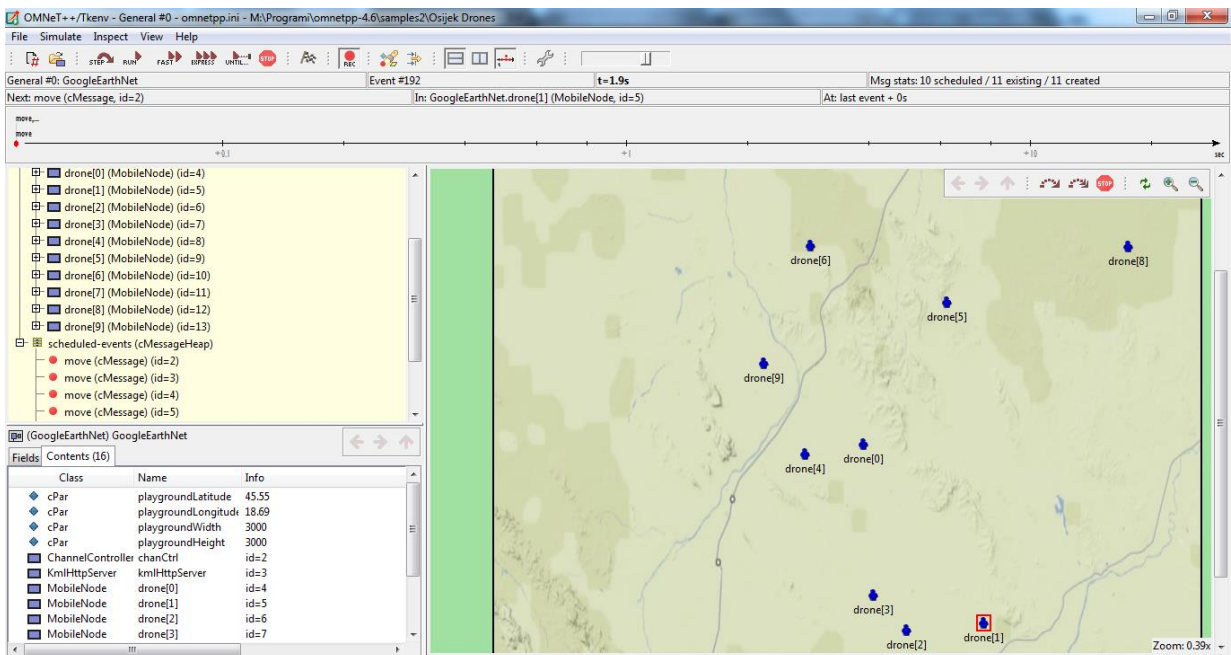 OMNeT++/Tkenv - General #0 - omnetpp.ini - M:\Programi\omnetpp-4.6\samples2\Osijek Drones
File Simulate Inspect View Help
STEP RUN FAST EXPRESS UNTIL... STOP REC
General #0: GoogleEarthNet Event #192 t=1.9s Msg stats: 10 scheduled / 11 existing / 11 created
Next: move (cMessage, id=2) In: GoogleEarthNet.drone[1] (MobileNode, id=5) At: last event + 0s
move,...
move
+0.1 +1 +10 sec
drone[0] (MobileNode) (id=4)
drone[1] (MobileNode) (id=5)
drone[2] (MobileNode) (id=6)
drone[3] (MobileNode) (id=7)
drone[4] (MobileNode) (id=8)
drone[5] (MobileNode) (id=9)
drone[6] (MobileNode) (id=10)
drone[7] (MobileNode) (id=11)
drone[8] (MobileNode) (id=12)
drone[9] (MobileNode) (id=13)
scheduled-events (cMessageHeap)
move (cMessage) (id=2)
move (cMessage) (id=3)
move (cMessage) (id=4)
move (cMessage) (id=5)
(GoogleEarthNet) GoogleEarthNet
Fields Contents (16)
Class Name Info
cPar playgroundLatitude 45.55
cPar playgroundLongitude 18.69
cPar playgroundWidth 3000
cPar playgroundHeight 3000
ChannelController chanCtrl id=2
KmlHttpServer kmlHttpServer id=3
MobileNode drone[0] id=4
MobileNode drone[1] id=5
MobileNode drone[2] id=6
MobileNode drone[3] id=7
STOP
drone[6]
drone[8]
drone[5]
drone[9]
drone[0]
drone[4]
drone[3]
drone[1]
drone[2]
Zoom: 0.39x